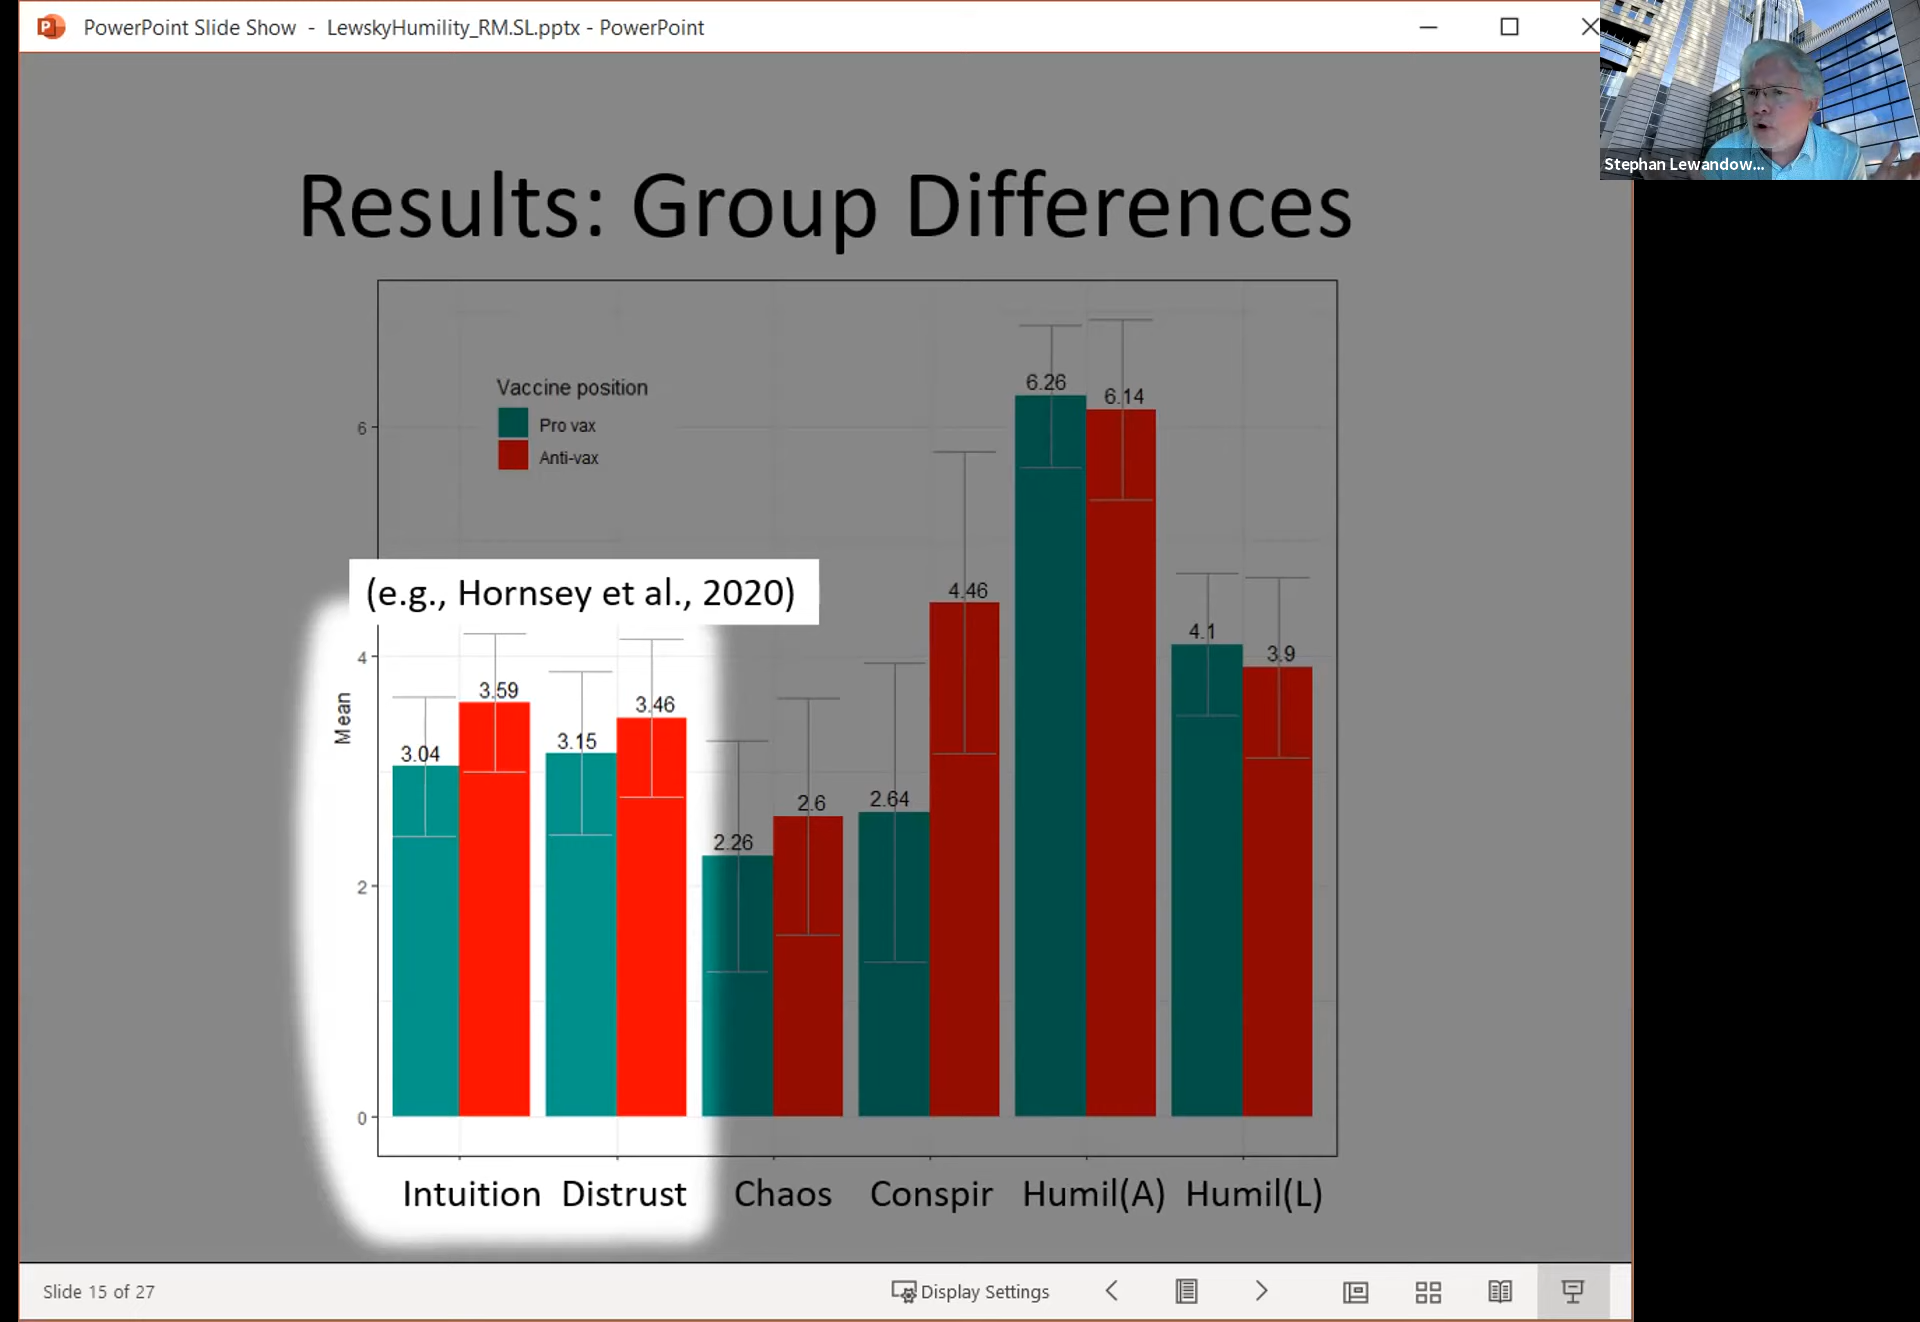 PowerPoint Slide Show - LewskyHumility_RM.SL.pptx - PowerPoint
Stephan Lewandow...
Results: Group Differences
Vaccine position
Pro vax
Anti-vax
(e.g., Hornsey et al., 2020)
6
4
2
0
Mean
3.04
3.59
3.15
3.46
2.26
2.6
2.64
4.46
6.26
6.14
4.1
3.9
Intuition Distrust Chaos Conspir Humil(A) Humil(L)
Slide 15 of 27
Display Settings